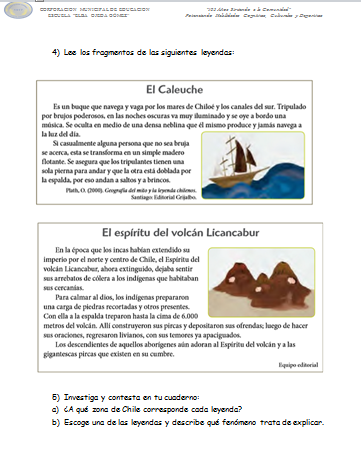 CORPORACION MUNICIPAL DE EDUCACION
ESCUELA "ELBA OJEDA GOMEZ"
Años Brindando a la Comunidad"
Potenciando Habilidades Cognitivas, Culturales y Deportivas
4) Lee los fragmentos de las siguientes leyendas:
El Caleuche
Es un buque que navega y vaga por los mares de Chiloé y los canales del sur. Tripulado
por brujos poderosos, en las noches oscuras va muy iluminado y se oye a bordo una
música. Se oculta en medio de una densa neblina que él mismo produce y jamás navega a
la luz del día.
Si casualmente alguna persona que no sea bruja
se acerca, esta se transforma en un simple madero
flotante. Se asegura que los tripulantes tienen una
sola pierna para andar y que la otra está doblada por
la espalda, por eso andan a saltos y a brincos.
Plath, O. (2000). Geografía del mito y la leyenda chilenos.
Santiago: Editorial Grijalbo.
El espíritu del volcán Licancabur
En la época que los incas habían extendido su
imperio por el norte y centro de Chile, el Espíritu del
volcán Licancabur, ahora extinguido, dejaba sentir
sus arrebatos de cólera a los indígenas que habitaban
sus cercanías.
Para calmar al dios, los indígenas prepararon
una carga de piedras recortadas y otros presentes.
Con ella a la espalda treparon hasta la cima de 6.000
metros del volcán. Allí construyeron sus pircas y depositaron sus ofrendas; luego de hacer
sus oraciones, regresaron livianos, con sus temores ya apaciguados.
Los descendientes de aquellos aborígenes aún adoran al Espíritu del volcán y a las
gigantescas pircas que existen en su cumbre.
Equipo editorial
5) Investiga y contesta en tu cuaderno:
a) ¿A qué zona de Chile corresponde cada leyenda?
b) Escoge una de las leyendas y describe qué fenómeno trata de explicar.